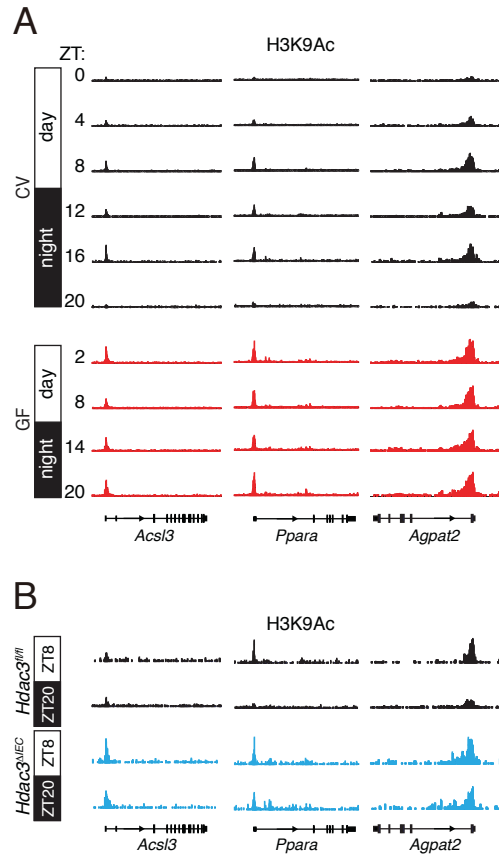 A
ZT:
H3K9Ac
CV
day
night
0
4
8
12
16
20
GF
day
night
2
8
14
20
Acsl3
Ppara
Agpat2
B
H3K9Ac
Hdac3fl/fl
ZT8
ZT20
Hdac3ΔIEC
ZT8
ZT20
Acsl3
Ppara
Agpat2